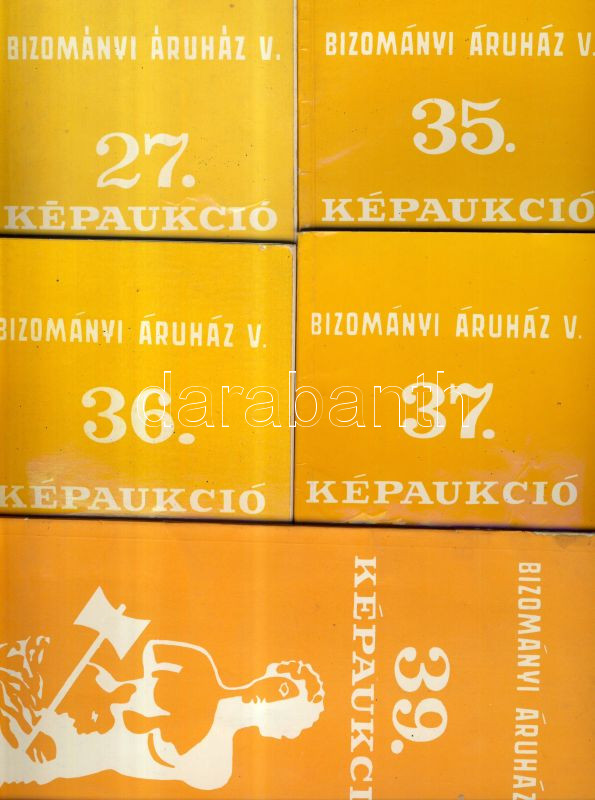 BIZOMÁNYI ÁRUHÁZ V.
27.
KÉPAUKCIÓ
BIZOMÁNYI ÁRUHÁZ V.
35.
KÉPAUKCIÓ
BIZOMÁNYI ÁRUHÁZ V.
36.
KÉPAUKCIÓ
BIZOMÁNYI ÁRUHÁZ V.
37.
KÉPAUKCIÓ
darabanth
BIZOMÁNYI ÁRUHÁZ
39.
KÉPAUKCI